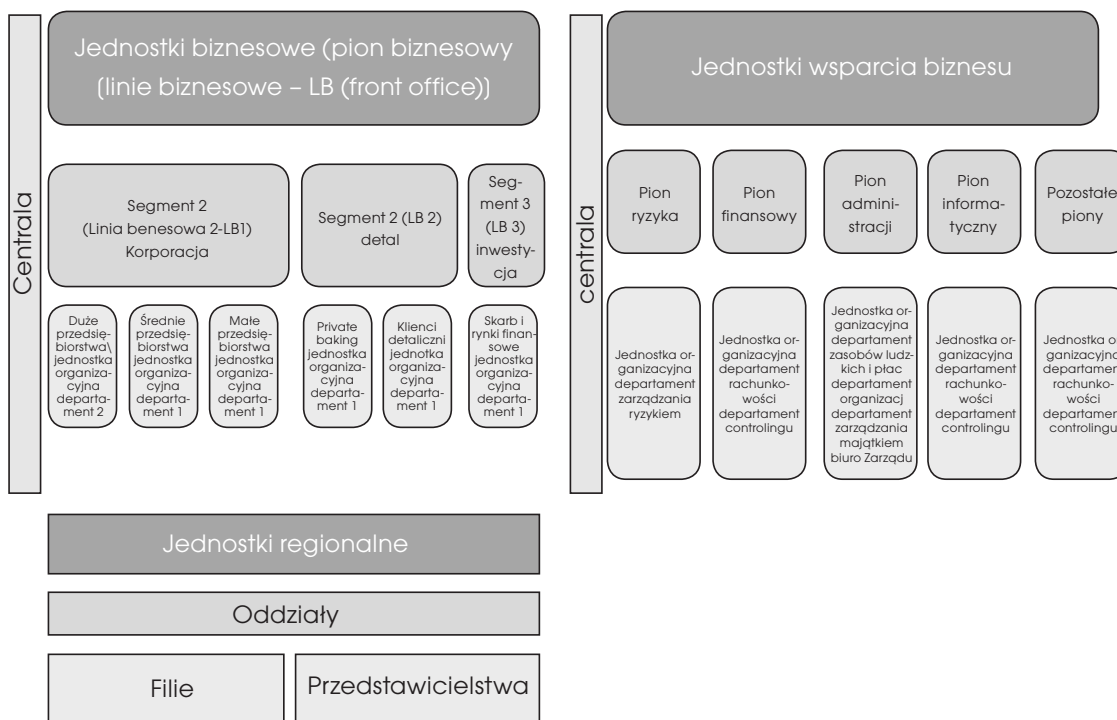 Centrala
Jednostki biznesowe (pion biznesowy
(linie biznesowe – LB (front office))
Segment 2
(Linia benesowa 2-LB1)
Korporacja
Segment 2 (LB 2)
detal
Seg-
ment 3
(LB 3)
inwesty-
cja
Duże
przedsię-
biorstwa\
jednostka
organiza-
cyjna
departa-
ment 2
Średnie
przedsię-
biorstwa
jednostka
organiza-
cyjna
departa-
ment 1
Małe
przedsię-
biorstwa
jednostka
organiza-
cyjna
departa-
ment 1
Private
baking
jednostka
organiza-
cyjna
departa-
ment 1
Klienci
detaliczni
jednotka
organiza-
cyjna
departa-
ment 1
Skarb i
rynki finan-
sowe
jednostka
organiza-
cyjna
departa-
ment 1
centrala
Jednostki wsparcia biznesu
Pion
ryzyka
Pion
finansowy
Pion
admini-
stracji
Pion
informa-
tyczny
Pozostałe
piony
Jednostka or-
ganizacyjna
departament
zarządzania
ryzykiem
Jednostka or-
ganizacyjna
departament
rachunko-
wości
departament
controlingu
Jednostka or-
ganizacyjna
departament
zasobów ludz-
kich i płac
departament
organizacj
departament
zarządzania
majątkiem
biuro Zarządu
Jednostka or-
ganizacyjna
departament
rachunko-
wości
departament
controlingu
Jednostka
ganizacyjna
rachunko-
wości
controlingu
Jednostki regionalne
Oddziały
Filie
Przedstawicielstwa